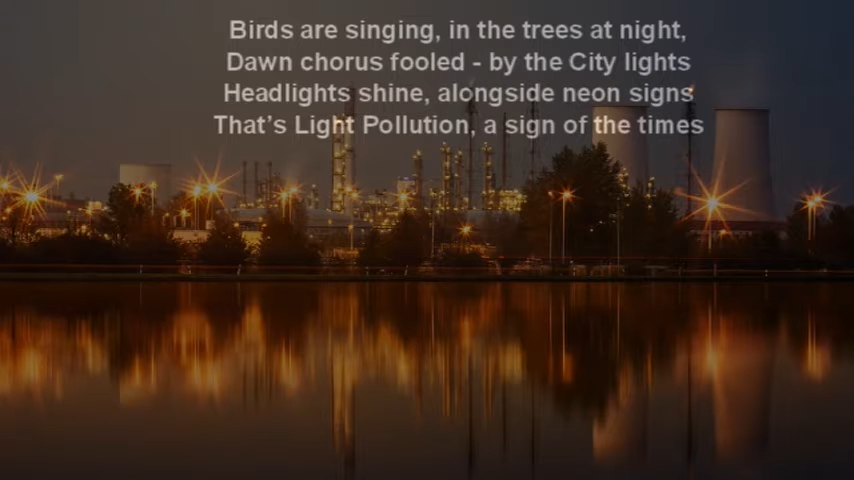 Birds are singing, in the trees at night,
Dawn chorus fooled - by the City lights
Headlights shine, alongside neon signs
That’s Light Pollution, a sign of the times